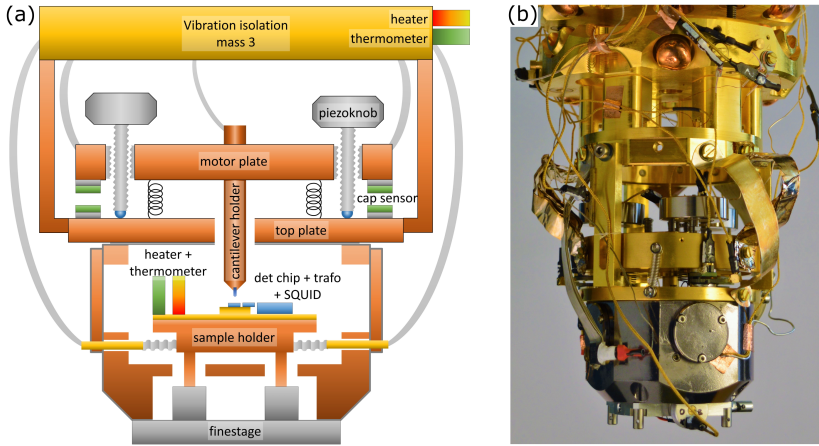 (a)
Vibration isolation
mass 3
heater
thermometer
piezoknob
motor plate
cap sensor
cantilever holder
top plate
heater +
thermometer
det chip + trafo
+ SQUID
sample holder
finestage
(b)